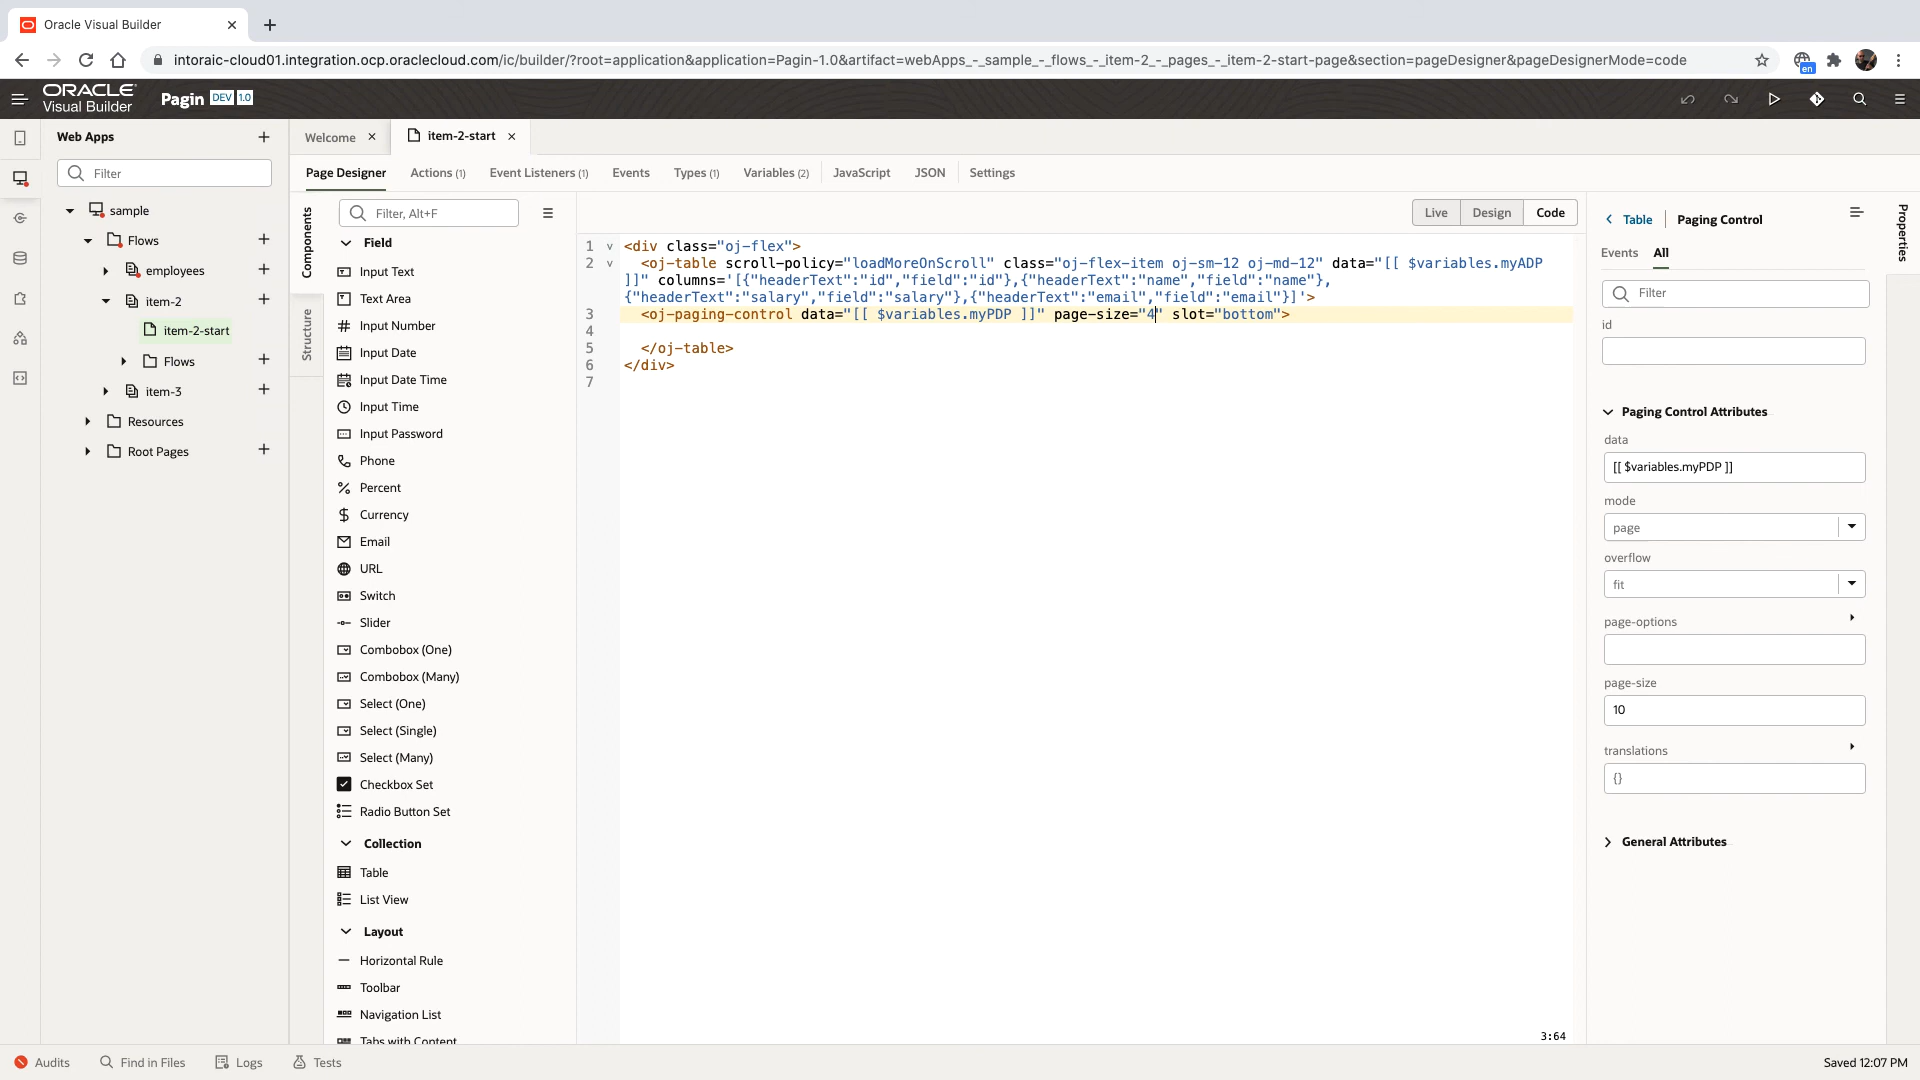 Oracle Visual Builder
intoraic-cloud01.integration.ocp.oraclecloud.com/ic/builder/?root=application&application=Pagin-1.0&artifact=webApps_-_sample_-_flows_-_item-2_-_pages_-_item-2-start-page&section=pageDesigner&pageDesignerMode=code
en
ORACLE
Visual Builder
Pagin DEV 1.0
Web Apps
Filter
sample
Flows
employees
item-2
item-2-start
Flows
item-3
Resources
Root Pages
Welcome
item-2-start
Page Designer
Actions (1)
Event Listeners (1)
Events
Types (1)
Variables (2)
JavaScript
JSON
Settings
Components
Structure
Filter, Alt+F
Field
Input Text
Text Area
Input Number
Input Date
Input Date Time
Input Time
Input Password
Phone
Percent
Currency
Email
URL
Switch
Slider
Combobox (One)
Combobox (Many)
Select (One)
Select (Single)
Select (Many)
Checkbox Set
Radio Button Set
Collection
Table
List View
Layout
Horizontal Rule
Toolbar
Navigation List
Tabs with Content
Live
Design
Code
1 <div class="oj-flex">
2 <oj-table scroll-policy="loadMoreOnScroll" class="oj-flex-item oj-sm-12 oj-md-12" data="[[ $variables.myADP
]]" columns='[{"headerText":"id","field":"id"},{"headerText":"name","field":"name"},
{"headerText":"salary","field":"salary"},{"headerText":"email","field":"email"}]'>
3 <oj-paging-control data="[[ $variables.myPDP ]]" page-size="4" slot="bottom">
4
5 </oj-table>
6 </div>
7
3:64
Table
Paging Control
Events
All
Filter
id
Paging Control Attributes
data
[[ $variables.myPDP ]]
mode
page
overflow
fit
page-options
page-size
10
translations
{}
General Attributes
Properties
Audits
Find in Files
Logs
Tests
Saved 12:07 PM